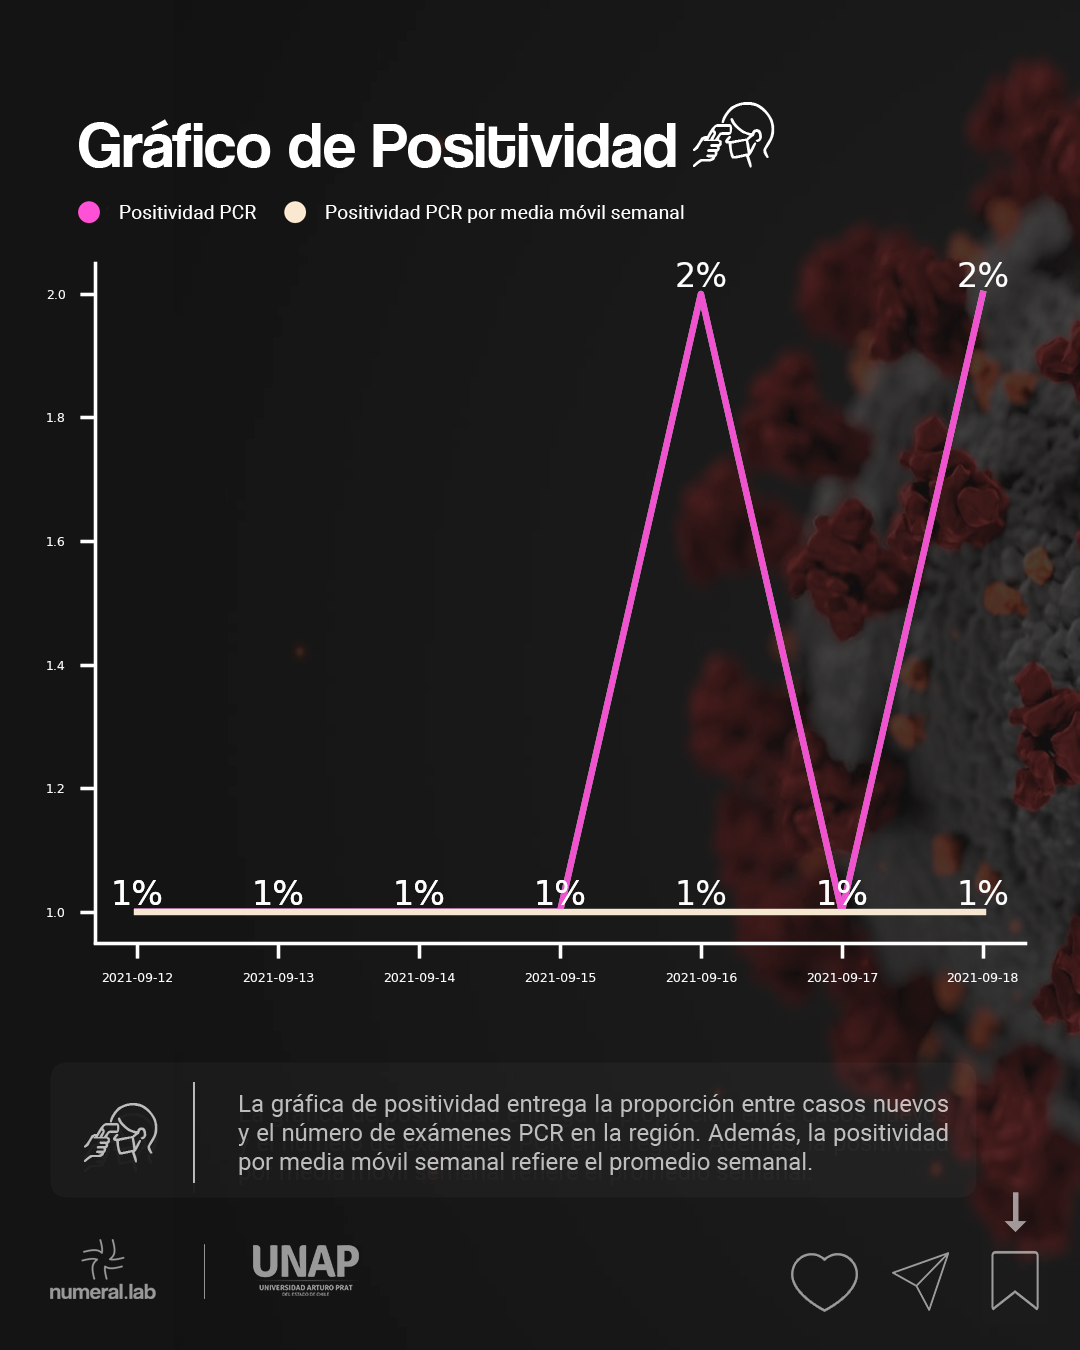 Gráfico de Positividad
Positividad PCR
Positividad PCR por media móvil semanal
2% 2%
2.0
1.8
1.6
1.4
1.2
1% 1% 1% 1% 1% 1% 1%
1.0
2021-09-12 2021-09-13 2021-09-14 2021-09-15 2021-09-16 2021-09-17 2021-09-18
La gráfica de positividad entrega la proporción entre casos nuevos
y el número de exámenes PCR en la región. Además, la positividad
por media móvil semanal refiere el promedio semanal.
numeral.lab
UNAP
UNIVERSIDAD ARTURO PRAT
DEL ESTADO DE CHILE